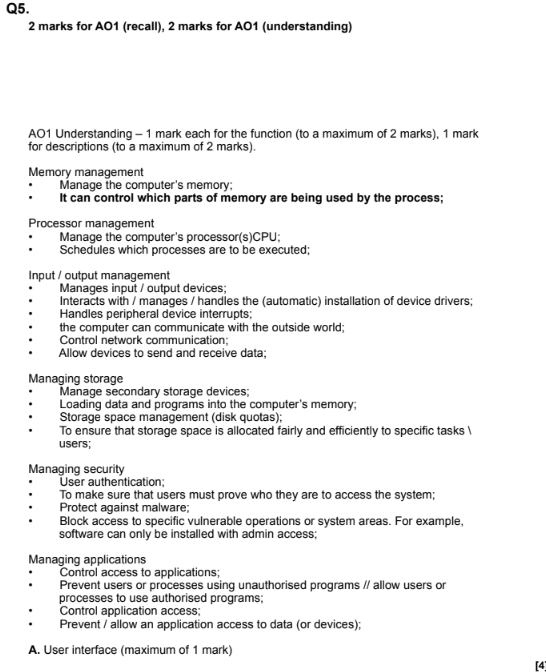 Q5.
2 marks for AO1 (recall), 2 marks for AO1 (understanding)
AO1 Understanding – 1 mark each for the function (to a maximum of 2 marks), 1 mark
for descriptions (to a maximum of 2 marks).
Memory management
• Manage the computer's memory;
• It can control which parts of memory are being used by the process;
Processor management
• Manage the computer's processor(s)CPU;
• Schedules which processes are to be executed;
Input / output management
• Manages input / output devices;
• Interacts with / manages / handles the (automatic) installation of device drivers;
• Handles peripheral device interrupts;
• the computer can communicate with the outside world;
• Control network communication;
• Allow devices to send and receive data;
Managing storage
• Manage secondary storage devices;
• Loading data and programs into the computer's memory;
• Storage space management (disk quotas);
• To ensure that storage space is allocated fairly and efficiently to specific tasks \
users;
Managing security
• User authentication;
• To make sure that users must prove who they are to access the system;
• Protect against malware;
• Block access to specific vulnerable operations or system areas. For example,
software can only be installed with admin access;
Managing applications
• Control access to applications;
• Prevent users or processes using unauthorised programs // allow users or
processes to use authorised programs;
• Control application access;
• Prevent / allow an application access to data (or devices);
A. User interface (maximum of 1 mark)
[4]